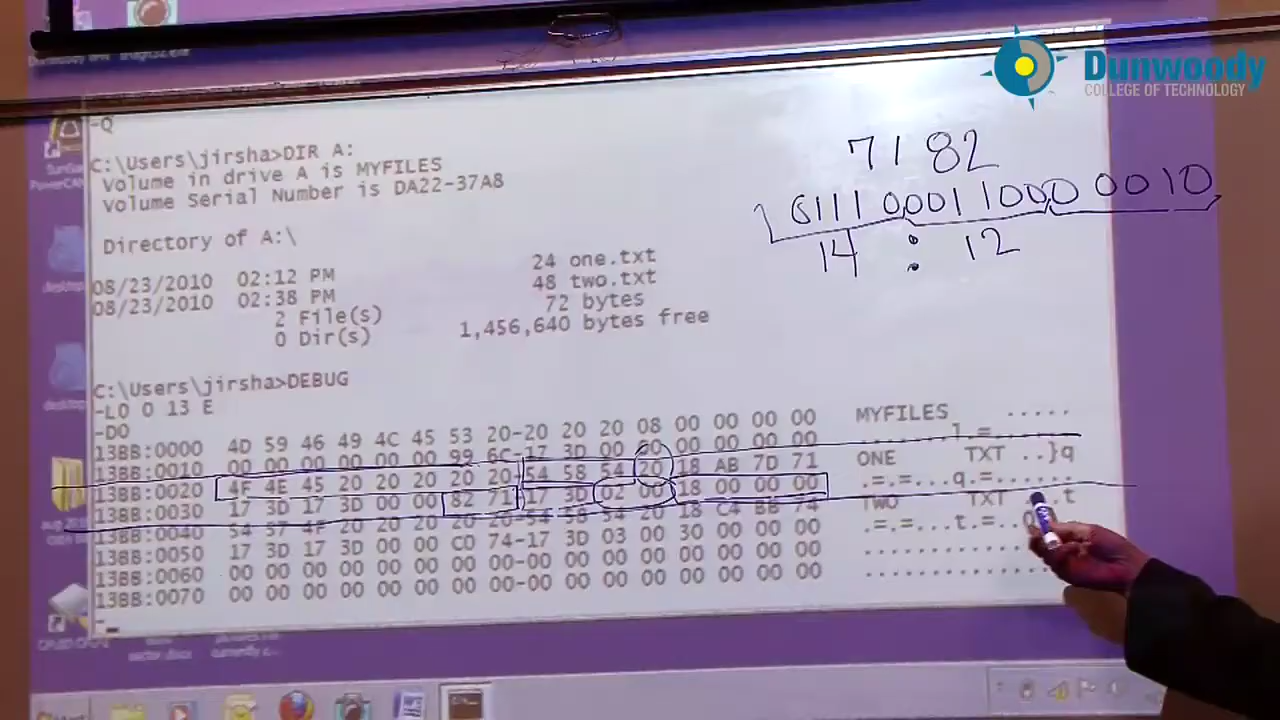 Dunwoody
COLLEGE OF TECHNOLOGY
-Q
C:\Users\jirsha>DIR A:
Volume in drive A is MYFILES
Volume Serial Number is DA22-37A8
Directory of A:\
08/23/2010 02:12 PM 24 one.txt
08/23/2010 02:38 PM 48 two.txt
2 File(s) 72 bytes
0 Dir(s) 1,456,640 bytes free
C:\Users\jirsha>DEBUG
-L0 0 13 E
-D0
13BB:0000 4D 59 46 49 4C 45 53 20-20 20 20 08 00 00 00 00 MYFILES .....
13BB:0010 00 00 00 00 00 00 99 6C-17 3D 00 00 00 00 00 00 .......l.=......
13BB:0020 4F 4E 45 20 20 20 20 20-54 58 54 20 18 AB 7D 71 ONE TXT ..}q
13BB:0030 17 3D 17 3D 00 00 82 71-17 3D 02 00 18 00 00 00 .=.=...q.=......
13BB:0040 54 57 4F 20 20 20 20 20-54 58 54 20 18 C4 BB 74 TWO TXT ...t
13BB:0050 17 3D 17 3D 00 00 C0 74-17 3D 03 00 30 00 00 00 .=.=...t.=..0
13BB:0060 00 00 00 00 00 00 00 00-00 00 00 00 00 00 00 00
13BB:0070 00 00 00 00 00 00 00 00-00 00 00 00 00 00 00 00
-
71 82
0111000110000010
14 : 12